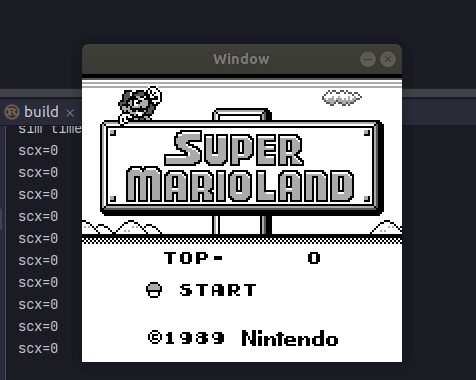 Window
build ×
sim time
scx=0
scx=0
scx=0
scx=0
scx=0
scx=0
scx=0
scx=0
scx=0
scx=0
SUPER
MARIOLAND
TOP- 0
START
©1989 Nintendo